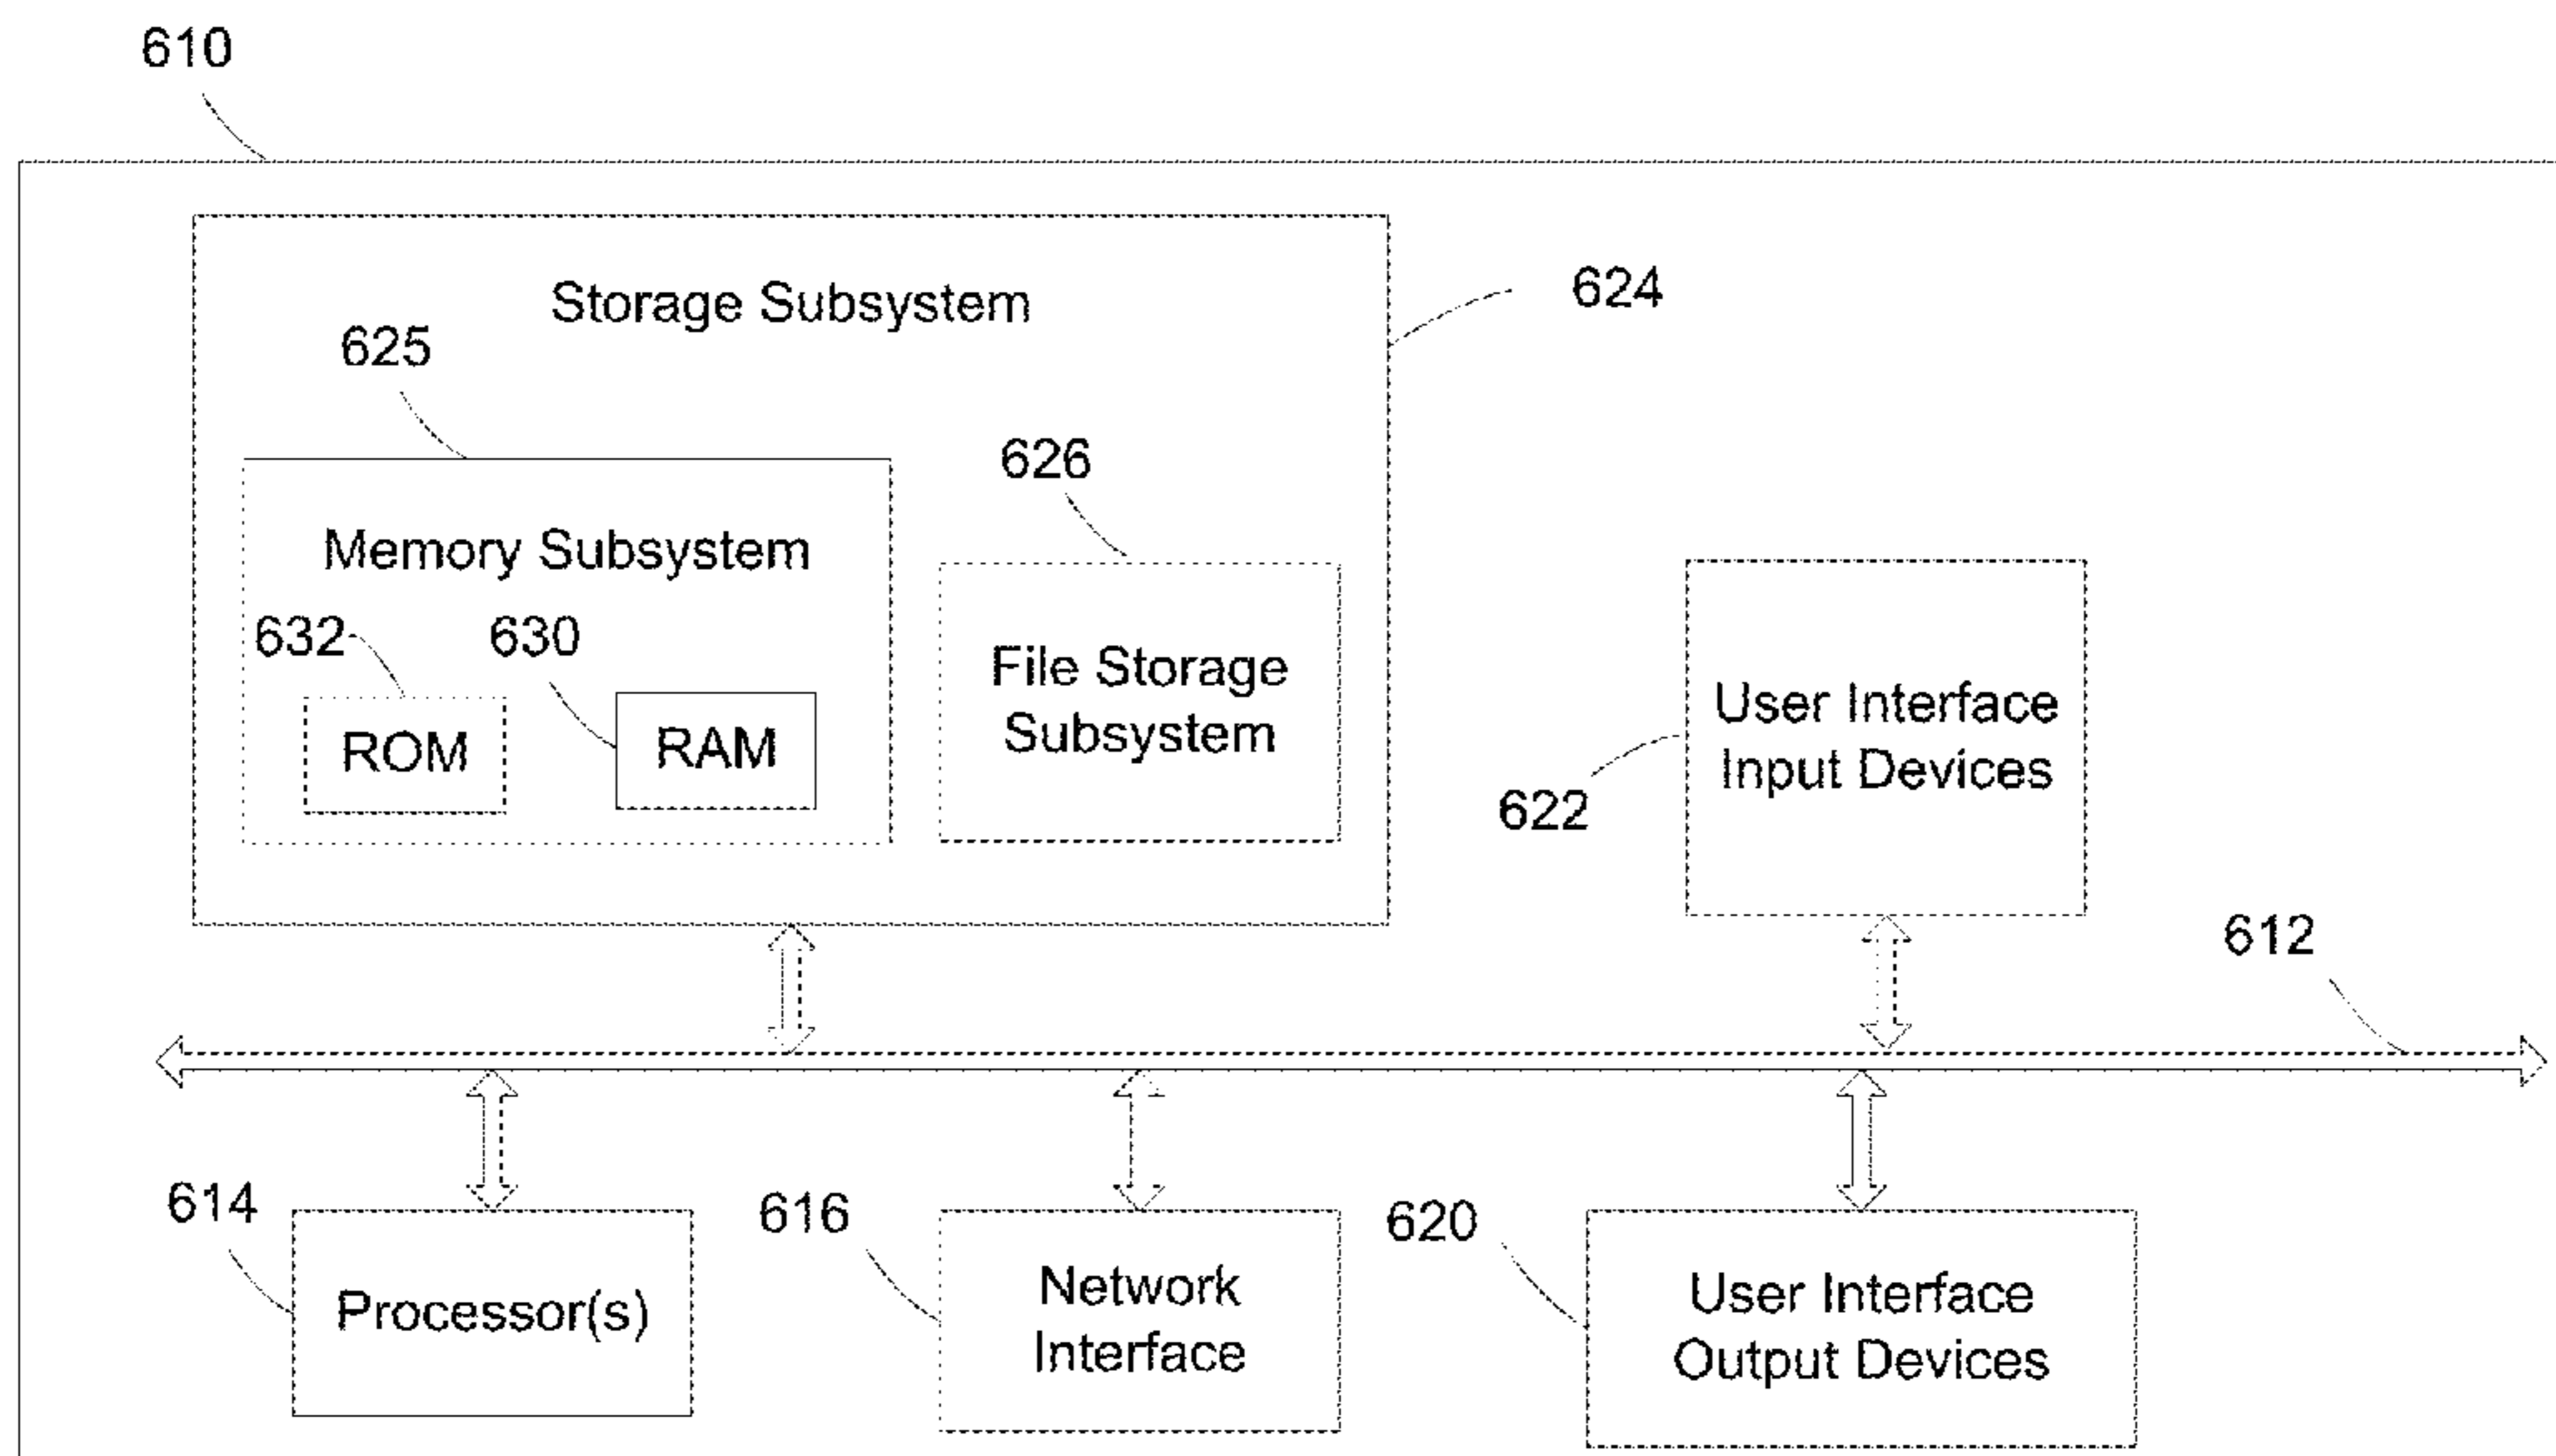 610
Storage Subsystem
624
625
626
Memory Subsystem
632
630
File Storage
Subsystem
ROM
RAM
User Interface
Input Devices
622
612
614
616
620
Processor(s)
Network
Interface
User Interface
Output Devices